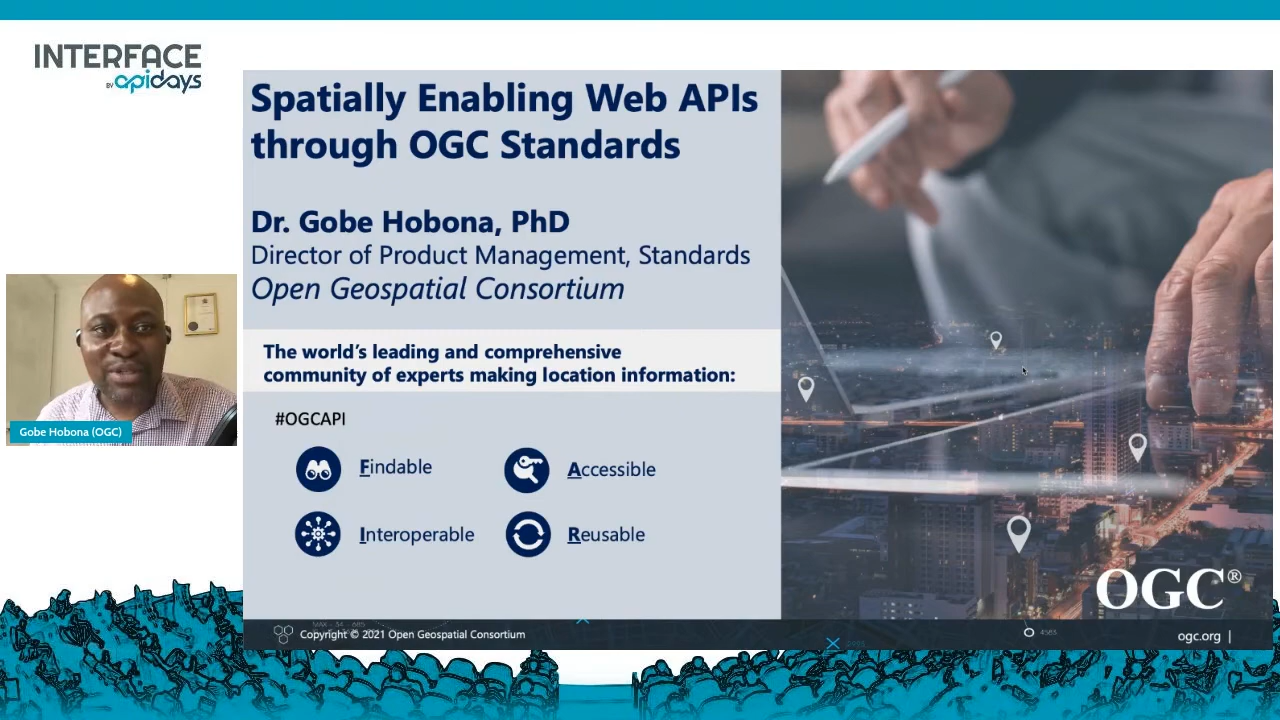 INTERFACE
BY apidays
Spatially Enabling Web APIs
through OGC Standards
Dr. Gobe Hobona, PhD
Director of Product Management, Standards
Open Geospatial Consortium
The world's leading and comprehensive
community of experts making location information:
#OGCAPI
Findable
Accessible
Interoperable
Reusable
Gobe Hobona (OGC)
OGC®
Copyright © 2021 Open Geospatial Consortium
ogc.org |